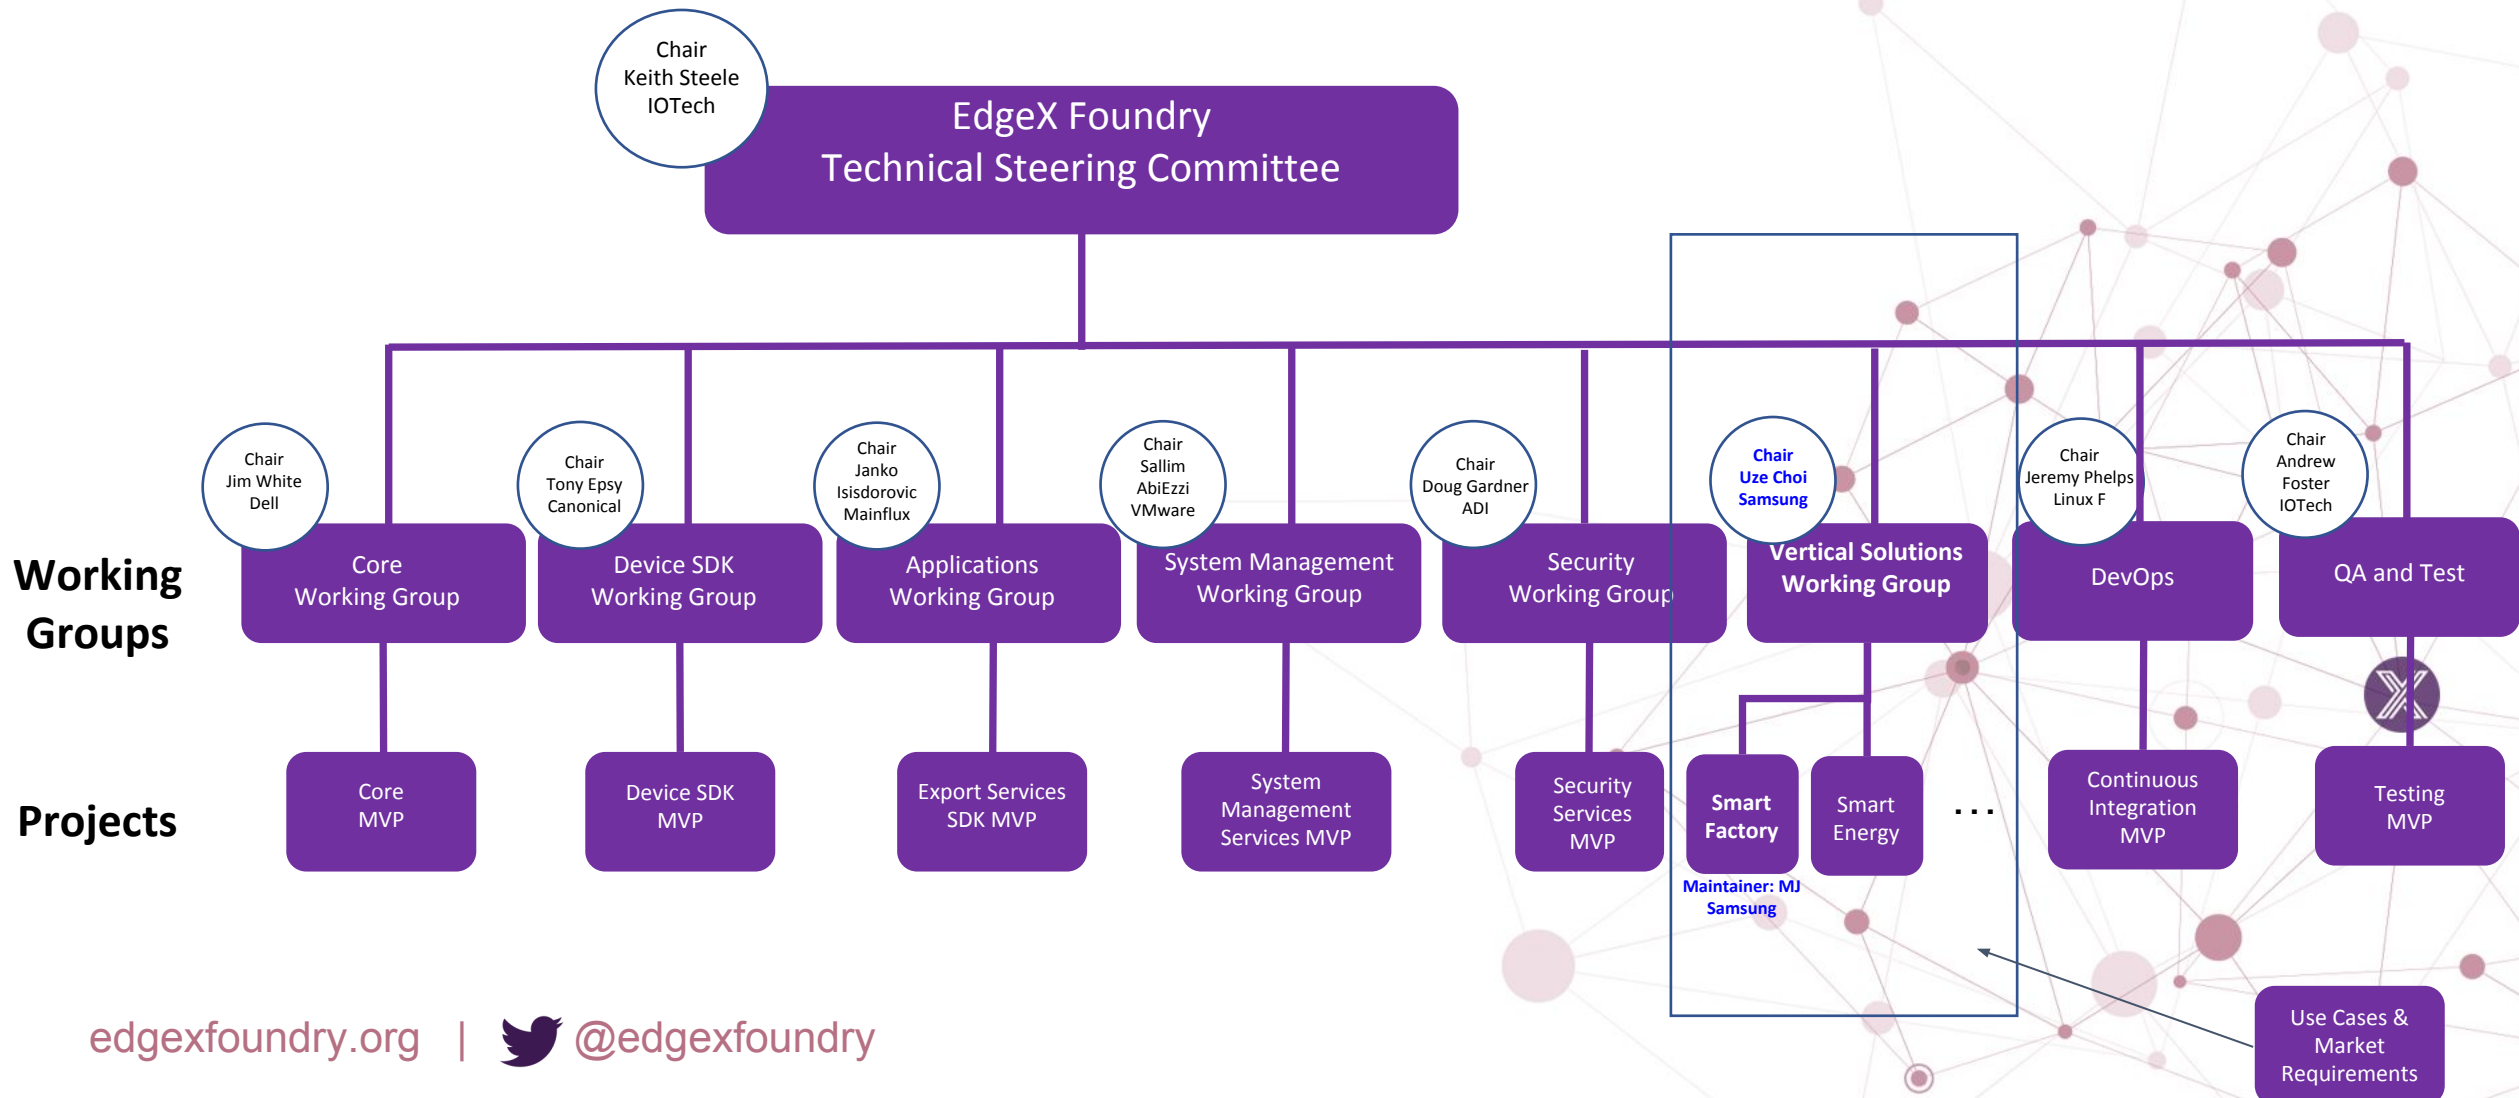 Chair
Keith Steele
IOTech
EdgeX Foundry
Technical Steering Committee
Chair
Jim White
Dell
Chair
Tony Epsy
Canonical
Chair
Janko
Isisdorovic
Mainflux
Chair
Sallim
AbiEzzi
VMware
Chair
Doug Gardner
ADI
Chair
Uze Choi
Samsung
Chair
Jeremy Phelps
Linux F
Chair
Andrew
Foster
IOTech
Working
Groups
Core
Working Group
Device SDK
Working Group
Applications
Working Group
System Management
Working Group
Security
Working Group
Vertical Solutions
Working Group
DevOps
QA and Test
Projects
Core
MVP
Device SDK
MVP
Export Services
SDK MVP
System
Management
Services MVP
Security
Services
MVP
Smart
Factory
Maintainer: MJ
Samsung
Smart
Energy
...
Continuous
Integration
MVP
Testing
MVP
Use Cases &
Market
Requirements
edgexfoundry.org | @edgexfoundry